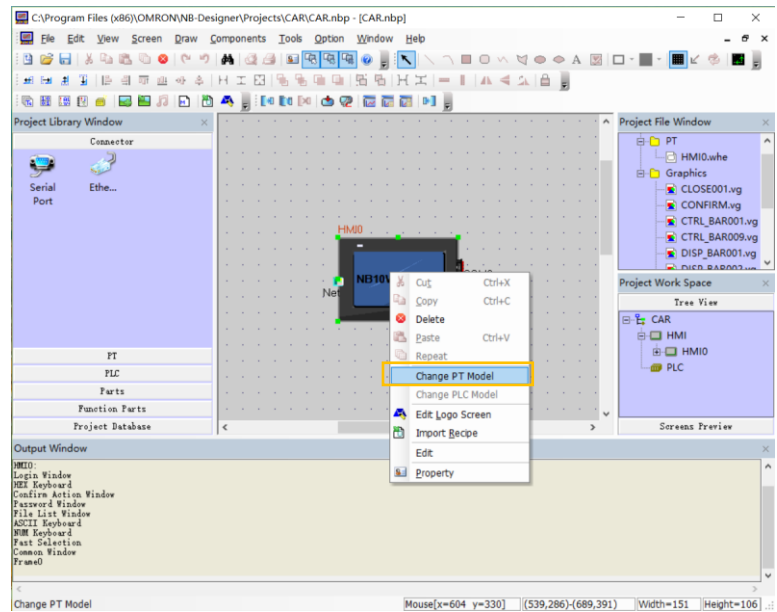 C:\Program Files (x86)\OMRON\NB-Designer\Projects\CAR\CAR.nbp - [CAR.nbp]
File Edit View Screen Draw Components Tools Option Window Help
Project Library Window
Connector
Serial Port
Ethe...
PT
PLC
Parts
Function Parts
Project Database
HMI0
NB10W
Net
Cut Ctrl+X
Copy Ctrl+C
Delete
Paste Ctrl+V
Repeat
Change PT Model
Change PLC Model
Edit Logo Screen
Import Recipe
Edit
Property
Project File Window
PT
HMI0.whe
Graphics
CLOSE001.vg
CONFIRM.vg
CTRL_BAR001.vg
CTRL_BAR009.vg
DISP_BAR001.vg
Project Work Space
Tree View
CAR
HMI
HMI0
PLC
Screens Preview
Output Window
HMI0:
Login Window
HEX Keyboard
Confirm Action Window
Password Window
File List Window
ASCII Keyboard
NUM Keyboard
Fast Selection
Common Window
Frame0
Change PT Model
Mouse[x=604 y=330] (539,286)-(689,391) Width=151 Height=106